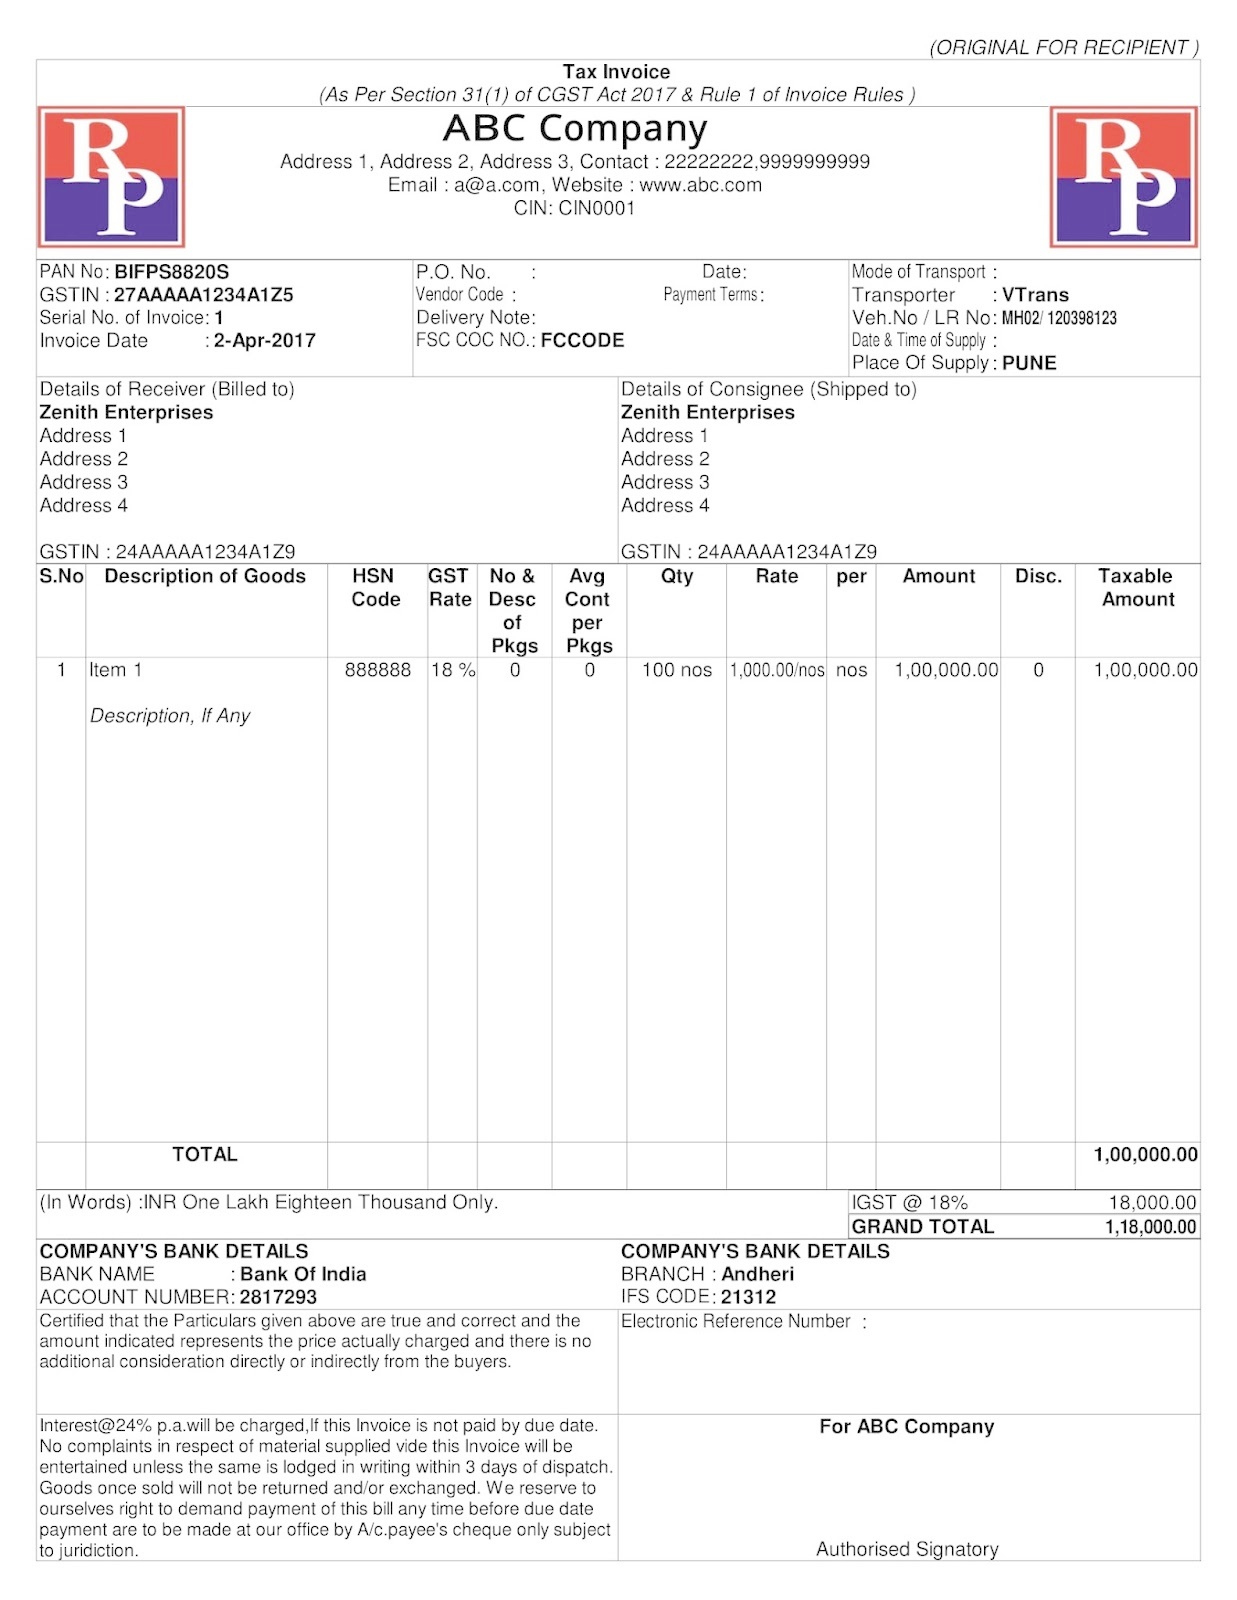 (ORIGINAL FOR RECIPIENT )
Tax Invoice
(As Per Section 31(1) of CGST Act 2017 & Rule 1 of Invoice Rules )
RP
ABC Company
RP
Address 1, Address 2, Address 3, Contact : 22222222,9999999999
Email : a@a.com, Website : www.abc.com
CIN: CIN0001
PAN No: BIFPS8820S
GSTIN : 27AAAAA1234A1Z5
Serial No. of Invoice: 1
Invoice Date : 2-Apr-2017
P.O. No. : Date:
Vendor Code : Payment Terms :
Delivery Note:
FSC COC NO.: FCCODE
Mode of Transport :
Transporter : VTrans
Veh.No / LR No: MH02/ 120398123
Date & Time of Supply :
Place Of Supply : PUNE
Details of Receiver (Billed to)
Zenith Enterprises
Address 1
Address 2
Address 3
Address 4
GSTIN : 24AAAAA1234A1Z9
Details of Consignee (Shipped to)
Zenith Enterprises
Address 1
Address 2
Address 3
Address 4
GSTIN : 24AAAAA1234A1Z9
S.No Description of Goods HSN Code GST Rate No & Desc of Pkgs Avg Cont per Pkgs Qty Rate per Amount Disc. Taxable Amount
1 Item 1 888888 18 % 0 0 100 nos 1,000.00/nos nos 1,00,000.00 0 1,00,000.00
Description, If Any
TOTAL 1,00,000.00
(In Words) :INR One Lakh Eighteen Thousand Only.
IGST @ 18% 18,000.00
GRAND TOTAL 1,18,000.00
COMPANY'S BANK DETAILS
BANK NAME : Bank Of India
ACCOUNT NUMBER: 2817293
COMPANY'S BANK DETAILS
BRANCH : Andheri
IFS CODE: 21312
Certified that the Particulars given above are true and correct and the
amount indicated represents the price actually charged and there is no
additional consideration directly or indirectly from the buyers.
Electronic Reference Number :
Interest@24% p.a.will be charged,If this Invoice is not paid by due date.
No complaints in respect of material supplied vide this Invoice will be
entertained unless the same is lodged in writing within 3 days of dispatch.
Goods once sold will not be returned and/or exchanged. We reserve to
ourselves right to demand payment of this bill any time before due date
payment are to be made at our office by A/c.payee's cheque only subject
to juridiction.
For ABC Company
Authorised Signatory